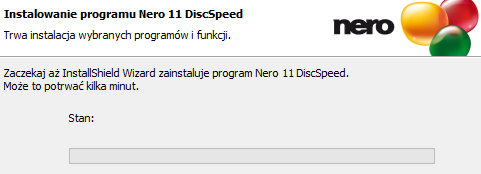 Instalowanie programu Nero 11 DiscSpeed
Trwa instalacja wybranych programów i funkcji.
nero
Zaczekaj aż InstallShield Wizard zainstaluje program Nero 11 DiscSpeed.
Może to potrwać kilka minut.
Stan: